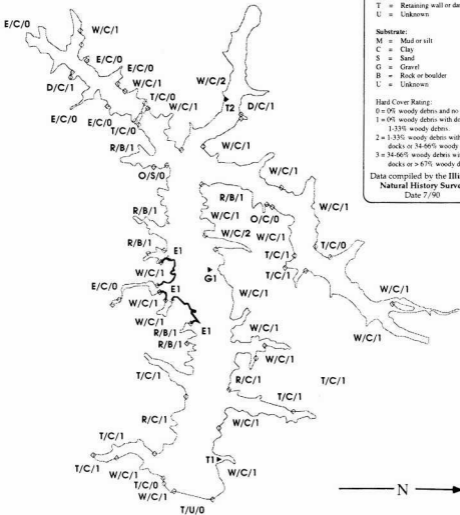 T = Retaining wall or
U = Unknown
Substrate:
M = Mud or silt
C = Clay
S = Sand
G = Gravel
B = Rock or boulder
U = Unknown
Hard Cover Rating:
0 = 0% woody debris and no
1 = 0% woody debris with
1-33% woody debris.
2 = 1-33% woody debris with
docks or 34-66% woody
3 = 34-66% woody debris with
docks or > 67% woody
Data compiled by the
Natural History
Date 7/90
E/C/0
W/C/1
E/C/0
E/C/0
W/C/1
D/C/1
T/C/0
W/C/1
E/C/0
E/C/0
T/C/0
R/B/1
O/S/0
W/C/2
T2
D/C/1
W/C/1
W/C/1
R/B/1
W/C/1
O/C/0
W/C/2
W/C/1
W/C/1
T/C/0
T/C/1
T/C/1
R/B/1
E1
W/C/1
E/C/0
E1
G1
W/C/1
W/C/1
W/C/1
W/C/1
R/B/1
E1
R/B/1
W/C/1
W/C/1
T/C/1
R/C/1
T/C/1
T/C/1
R/C/1
W/C/1
T/C/1
T/C/1
W/C/1
T/C/0
W/C/1
T1
W/C/1
T/U/0
N